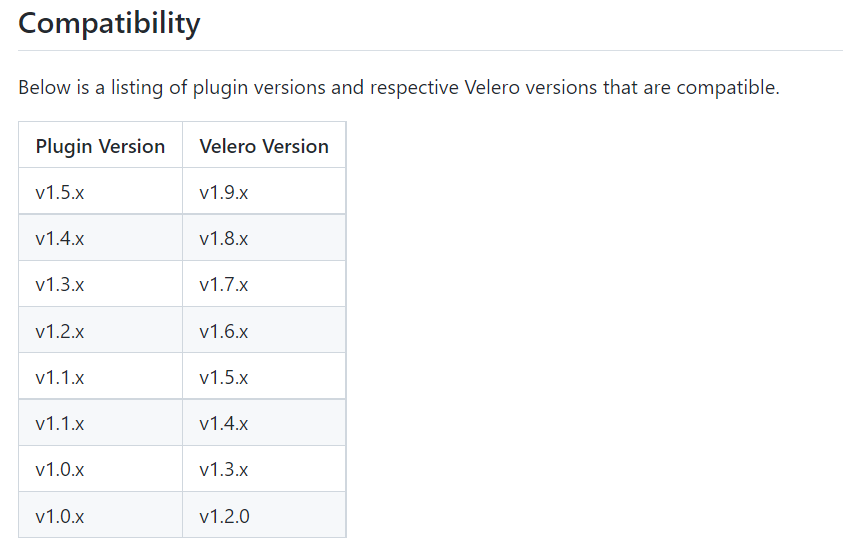 Compatibility
Below is a listing of plugin versions and respective Velero versions that are compatible.
Plugin Version Velero Version
v1.5.x v1.9.x
v1.4.x v1.8.x
v1.3.x v1.7.x
v1.2.x v1.6.x
v1.1.x v1.5.x
v1.1.x v1.4.x
v1.0.x v1.3.x
v1.0.x v1.2.0